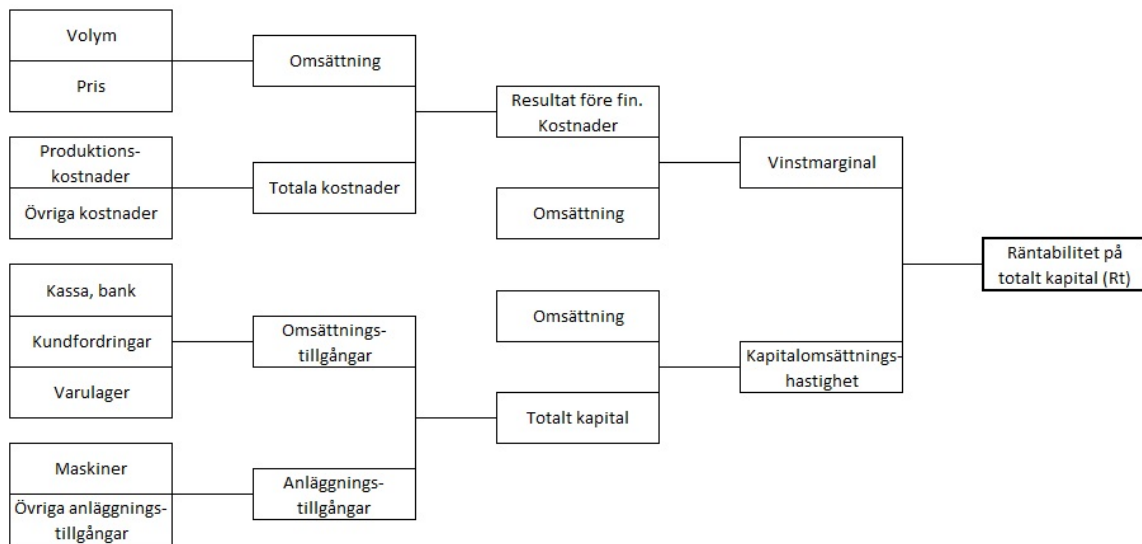 Volym
Pris
Omsättning
Produktions-
kostnader
Övriga kostnader
Totala kostnader
Resultat före fin.
Kostnader
Omsättning
Vinstmarginal
Kassa, bank
Kundfordringar
Varulager
Omsättnings-
tillgångar
Maskiner
Övriga anläggnings-
tillgångar
Anläggnings-
tillgångar
Omsättning
Totalt kapital
Kapitalomsättnings-
hastighet
Räntabilitet på
totalt kapital (Rt)